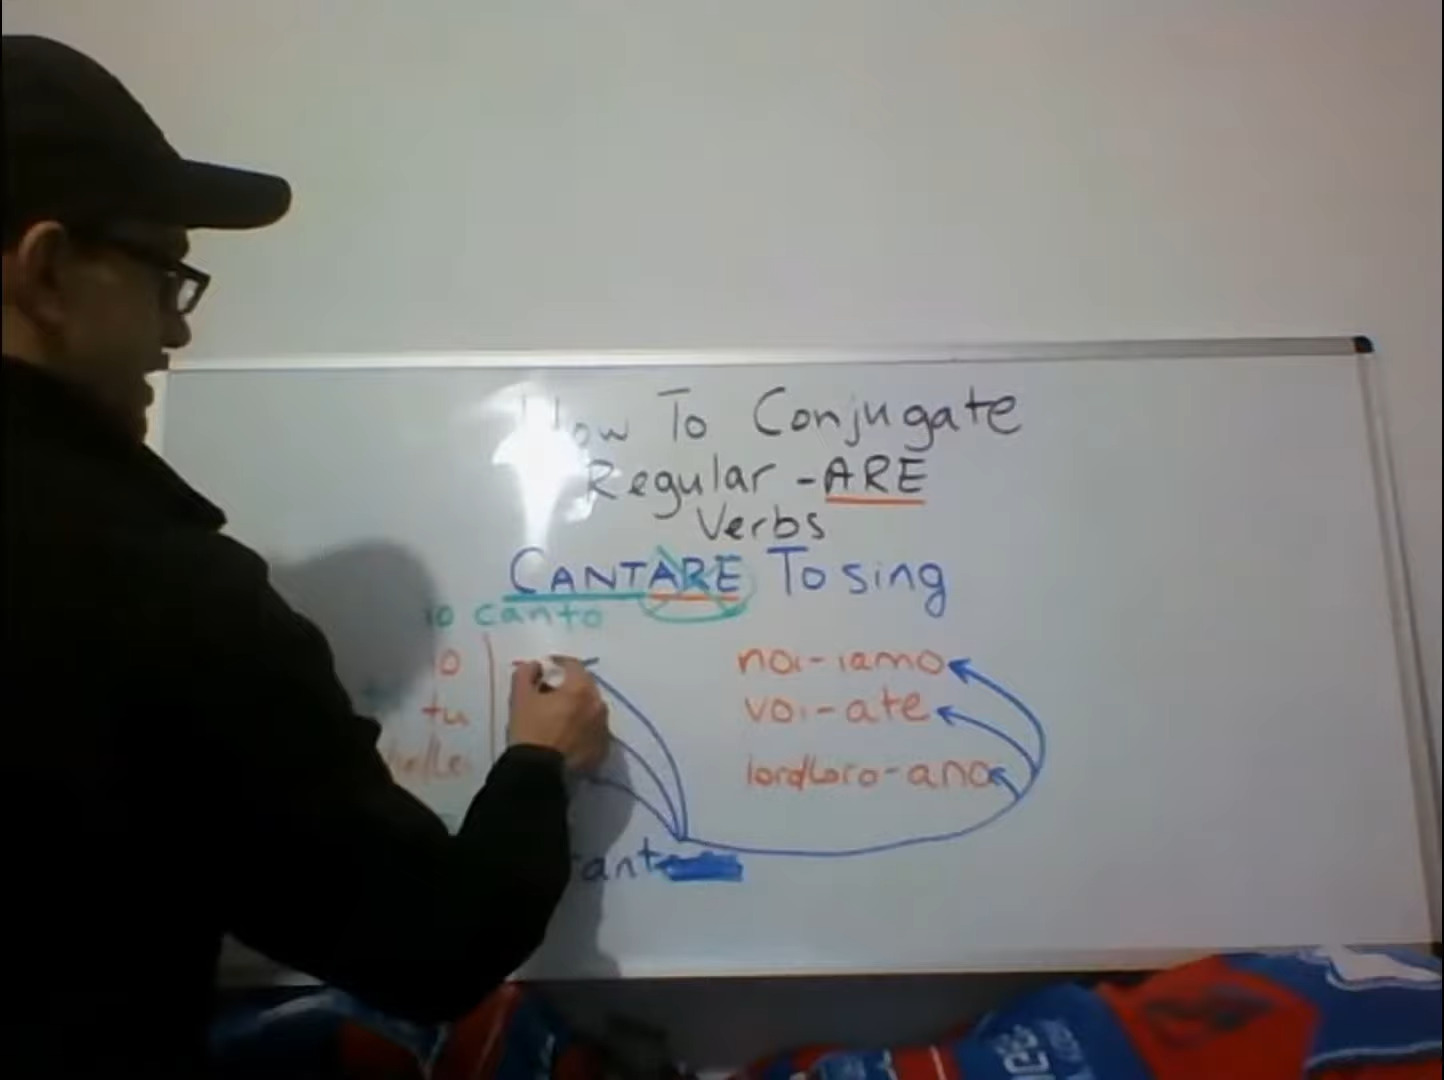 How To Conjugate
Regular -ARE
Verbs
CANTARE To sing
io canto
noi-iamo
tu
voi-ate
loro/Loro-ano
cant